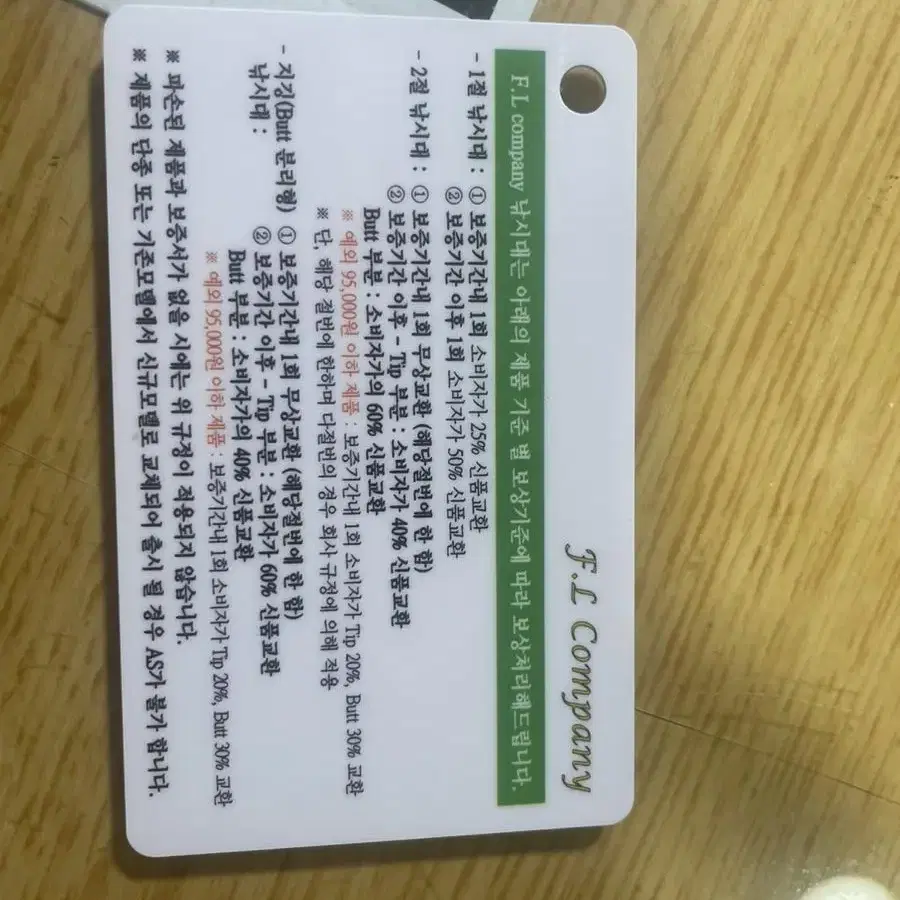 F.L Company
F.L company 낚시대는 아래의 제품 기준 별 보상기준에 따라 보상처리해드립니다.
- 1절 낚시대 : ① 보증기간내 1회 소비자가 25% 신품교환
② 보증기간 이후 1회 소비자가 50% 신품교환
- 2절 낚시대 : ① 보증기간내 1회 무상교환 (해당절번에 한 함)
② 보증기간 이후 - Tip 부분 : 소비자가 40% 신품교환
Butt 부분 : 소비자가의 60% 신품교환
※ 예외 95,000원 이하 제품 : 보증기간내 1회 소비자가 Tip 20%, Butt 30% 교환
※ 단, 해당 절번에 한하며 다절번의 경우 회사 규정에 의해 적용
- 지깅(Butt 분리형) ① 보증기간내 1회 무상교환 (해당절번에 한 함)
낚시대 : ② 보증기간 이후 - Tip 부분 : 소비자가 60% 신품교환
Butt 부분 : 소비자가의 40% 신품교환
※ 예외 95,000원 이하 제품 : 보증기간내 1회 소비자가 Tip 20%, Butt 30% 교환
※ 파손된 제품과 보증서가 없을 시에는 위 규정이 적용되지 않습니다.
※ 제품의 단종 또는 기존모델에서 신규모델로 교체되어 출시 될 경우 AS가 불가 합니다.